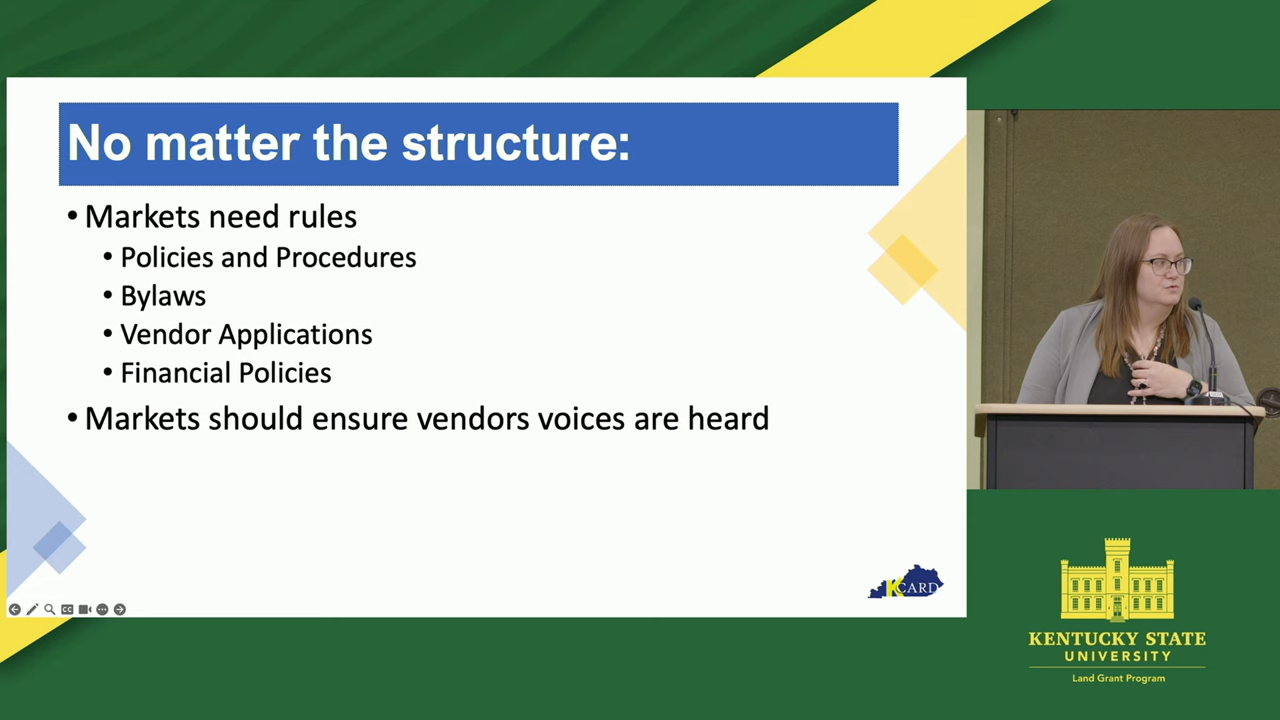 No matter the structure:
• Markets need rules
• Policies and Procedures
• Bylaws
• Vendor Applications
• Financial Policies
• Markets should ensure vendors voices are heard
KCARD
CC
KENTUCKY STATE
UNIVERSITY
Land Grant Program